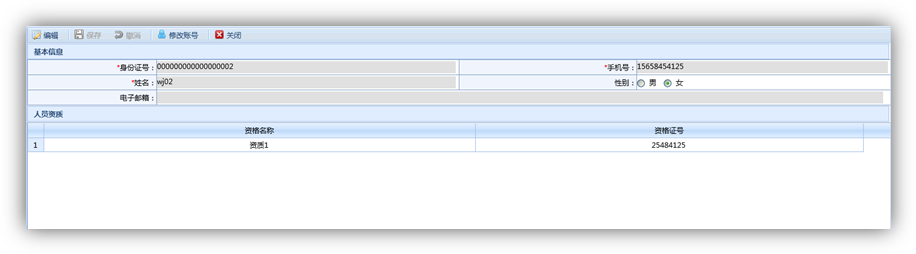 编辑 保存 撤消 修改账号 关闭
基本信息
*身份证号： 000000000000000002 *手机号： 15658454125
*姓名： wj02 性别： 男 女
电子邮箱：
人员资质
资格名称 资格证号
1 资质1 25484125